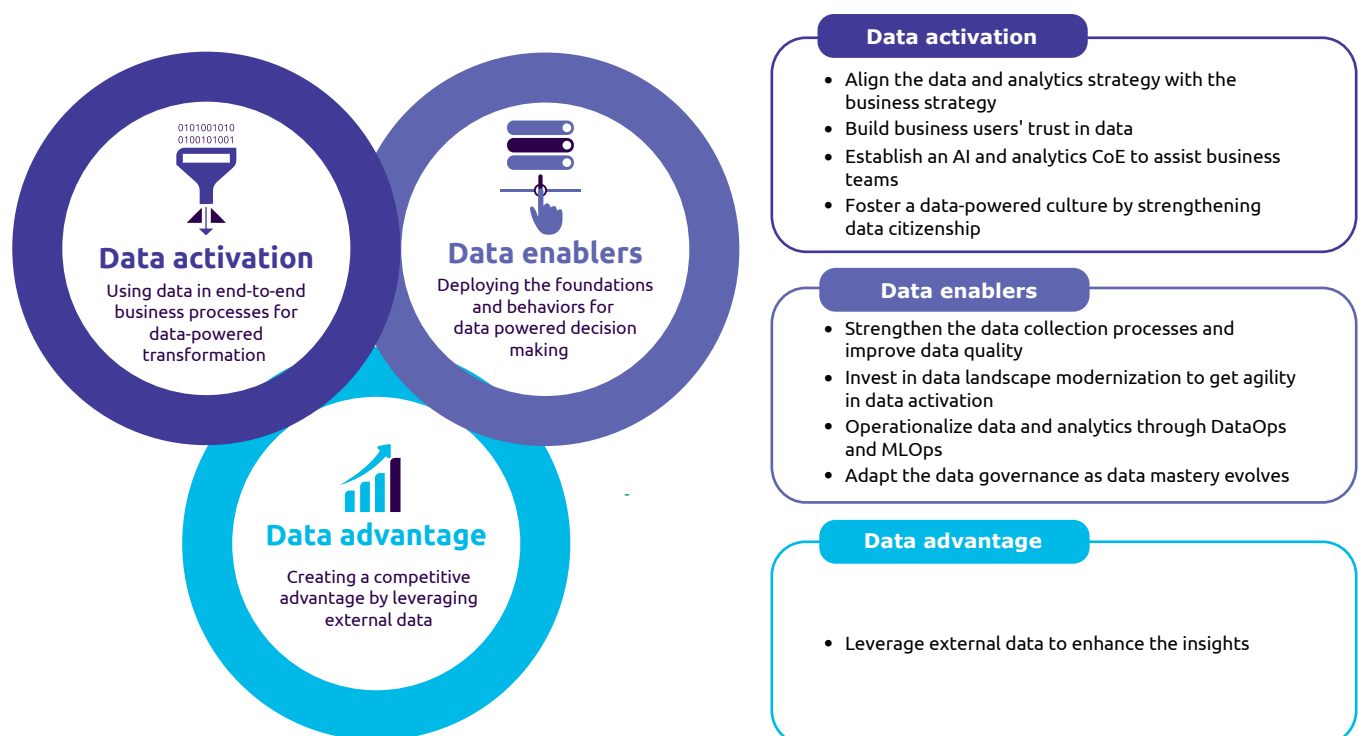 0101001010
0100101001
Data activation
Using data in end-to-end
business processes for
data-powered
transformation
Data enablers
Deploying the foundations
and behaviors for
data powered decision
making
Data advantage
Creating a competitive
advantage by leveraging
external data
Data activation
• Align the data and analytics strategy with the
business strategy
• Build business users' trust in data
• Establish an AI and analytics CoE to assist business
teams
• Foster a data-powered culture by strengthening
data citizenship
Data enablers
• Strengthen the data collection processes and
improve data quality
• Invest in data landscape modernization to get agility
in data activation
• Operationalize data and analytics through DataOps
and MLOps
• Adapt the data governance as data mastery evolves
Data advantage
• Leverage external data to enhance the insights